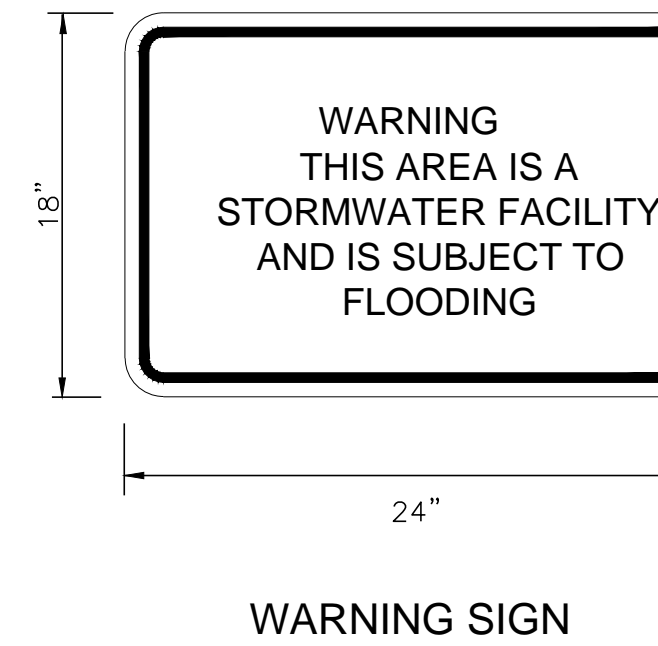 WARNING
THIS AREA IS A
STORMWATER FACILITY
AND IS SUBJECT TO
FLOODING
18”
24”
WARNING SIGN